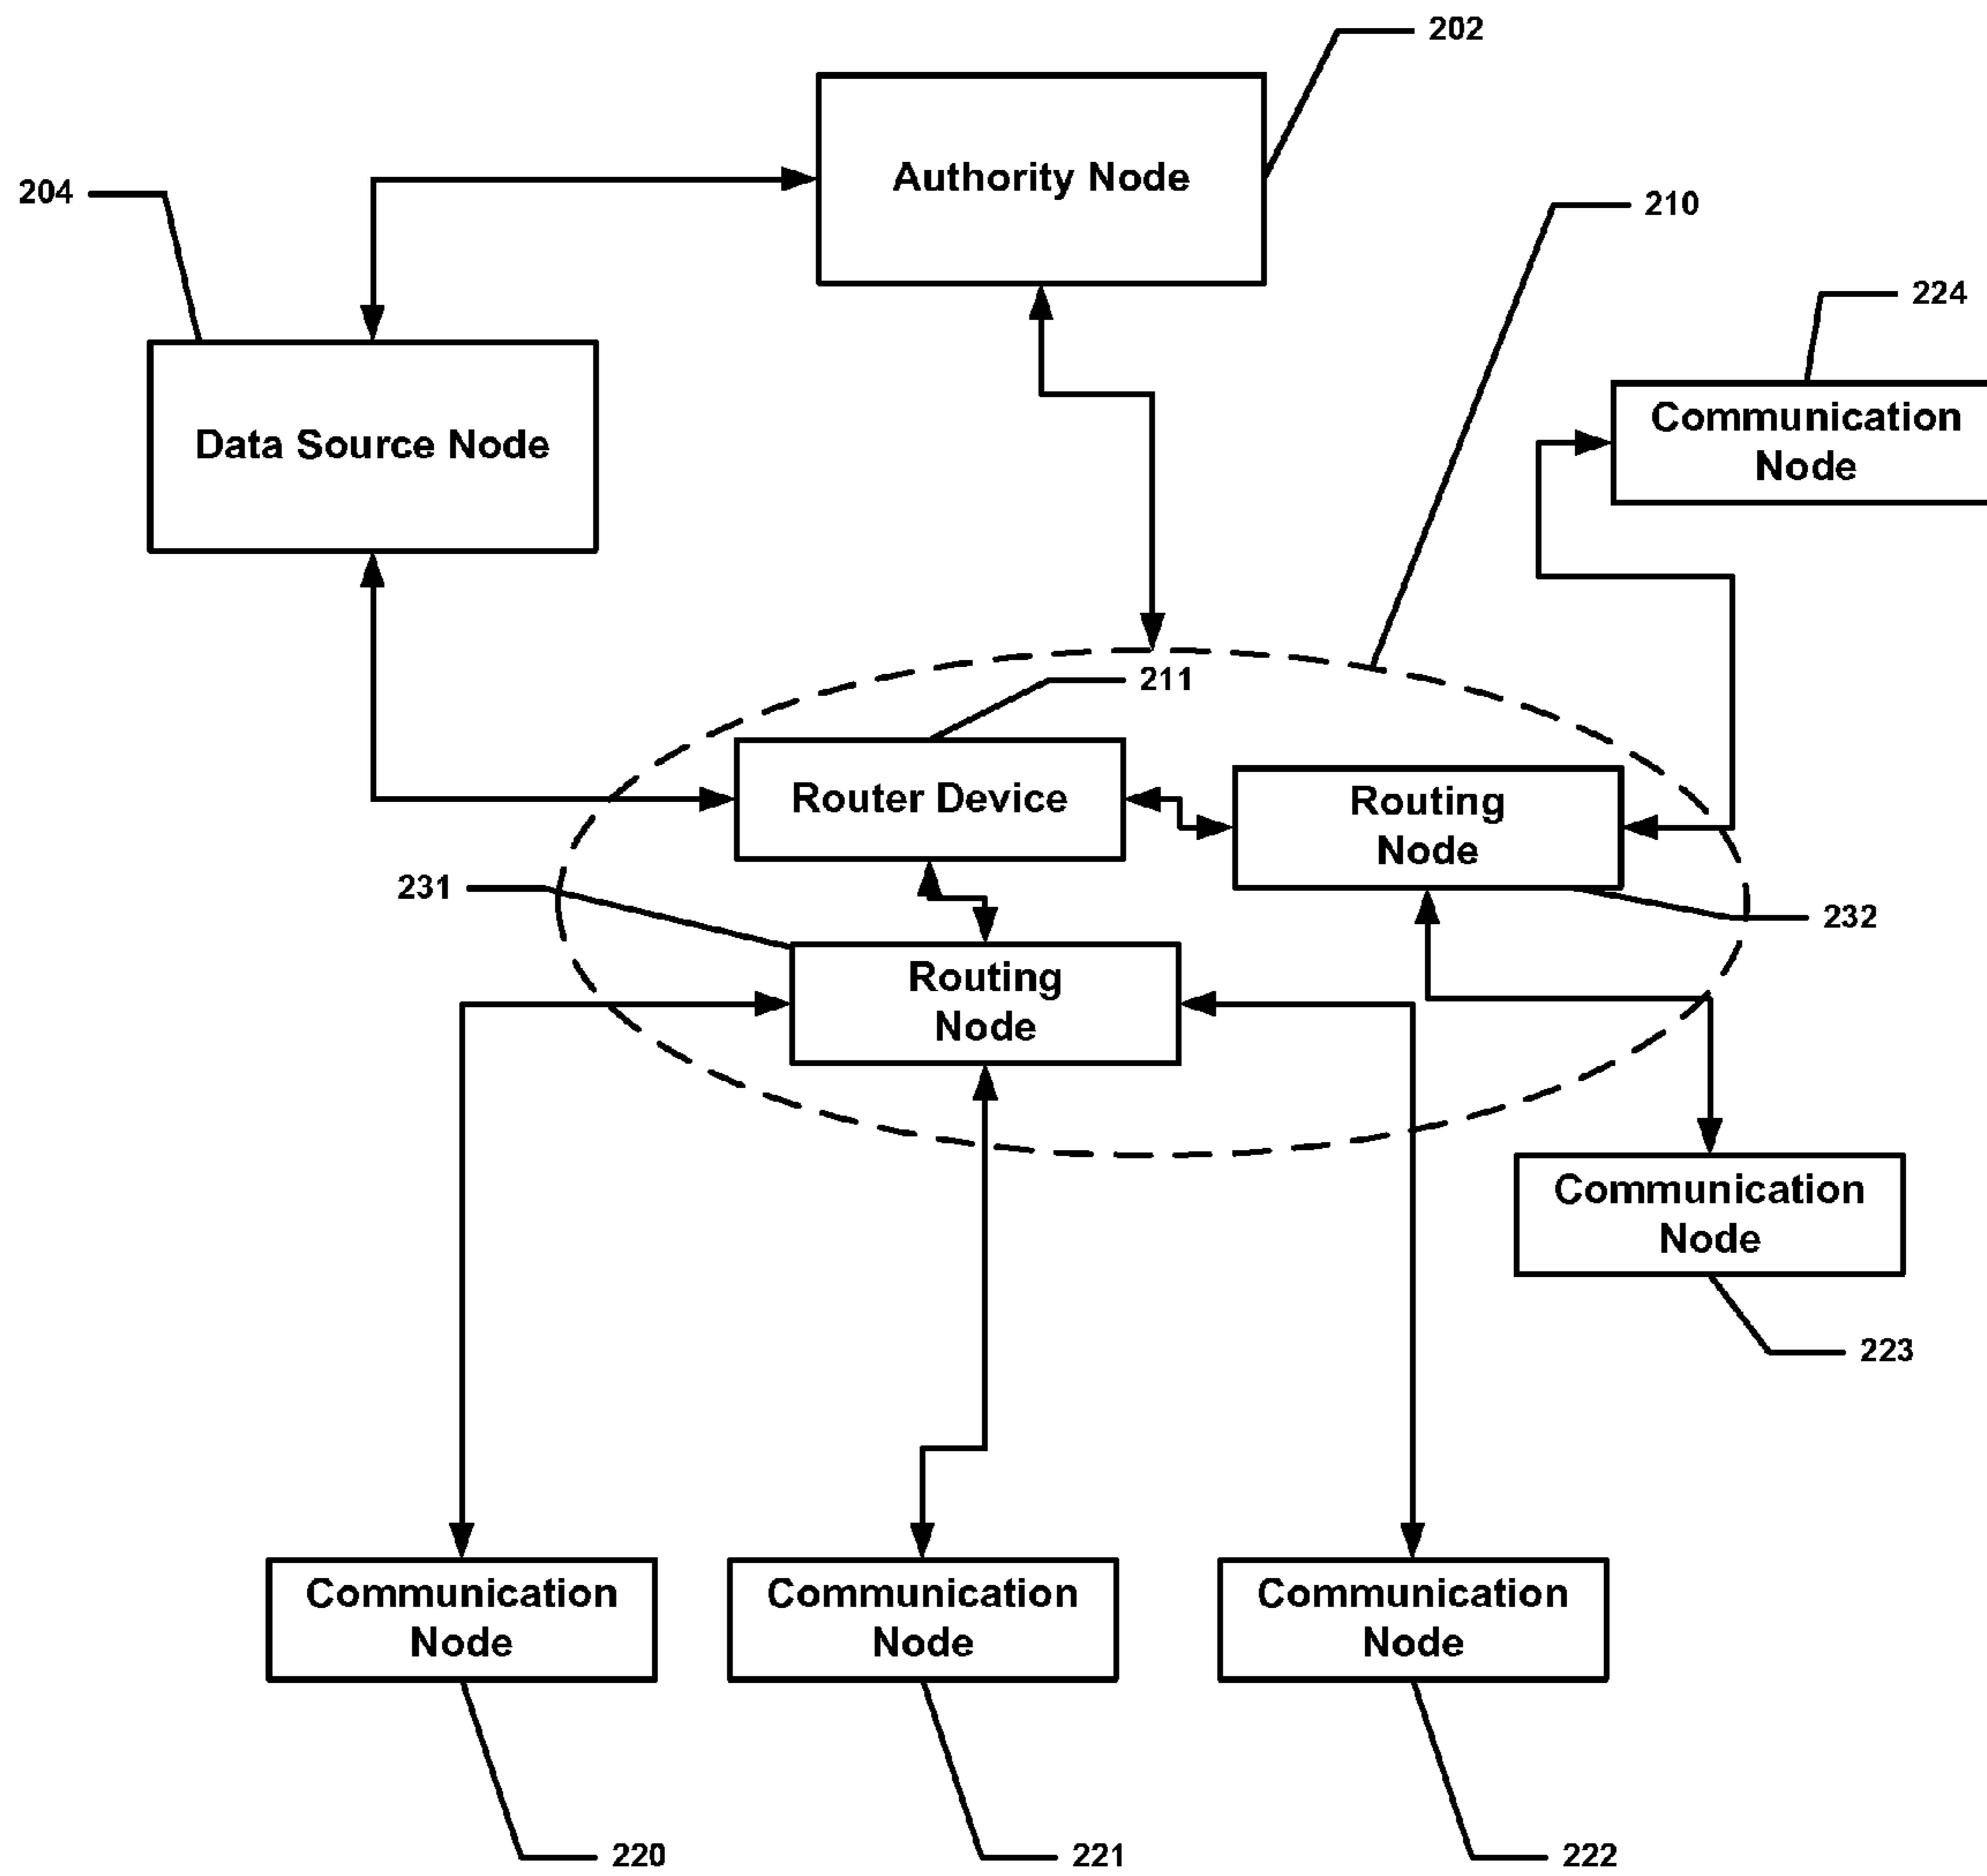 202
Authority Node
204
210
224
Communication
Node
Data Source Node
211
Router Device
Routing
Node
231
232
Routing
Node
Communication
Node
223
Communication
Node
Communication
Node
Communication
Node
220
221
222